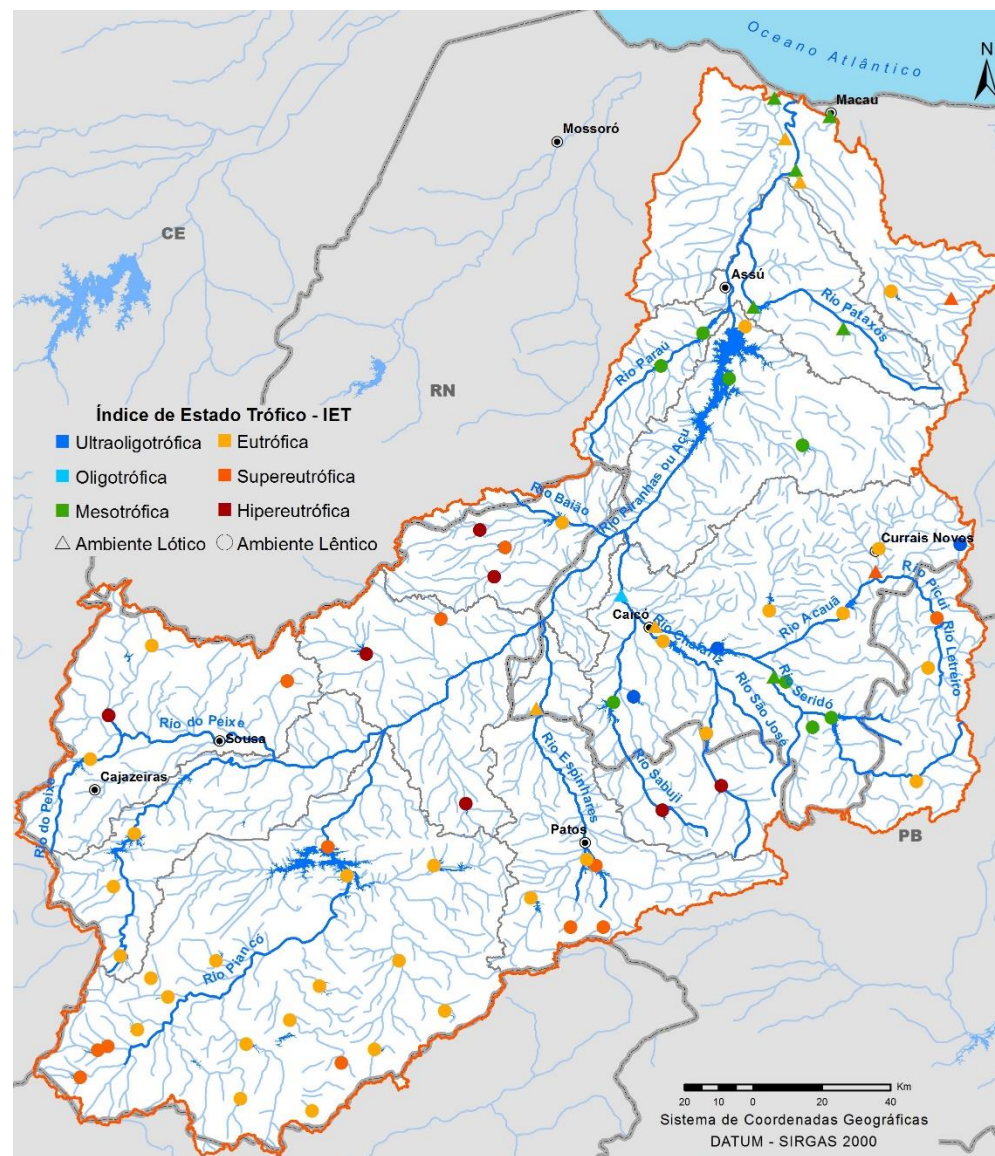 Oceano Atlântico
N
Macau
Mossoró
CE
Assú
Rio Pataxós
Rio Paraú
RN
Índice de Estado Trófico - IET
Ultraoligotrófica
Eutrófica
Oligotrófica
Supereutrófica
Mesotrófica
Hipereutrófica
Ambiente Lótico
Ambiente Lêntico
Rio Piranhas ou Açu
Rio Baião
Currais Novos
Rio Picuí
Caicó
Rio Acauã
Rio Chafariz
Rio Letreiro
Rio Seridó
Rio São José
Rio do Peixe
Sousa
Rio Espinhares
Rio Sabuji
Cajazeiras
Rio do Peixe
Patos
PB
Rio Piancó
Km
20 10 0 20 40
Sistema de Coordenadas Geográficas
DATUM - SIRGAS 2000